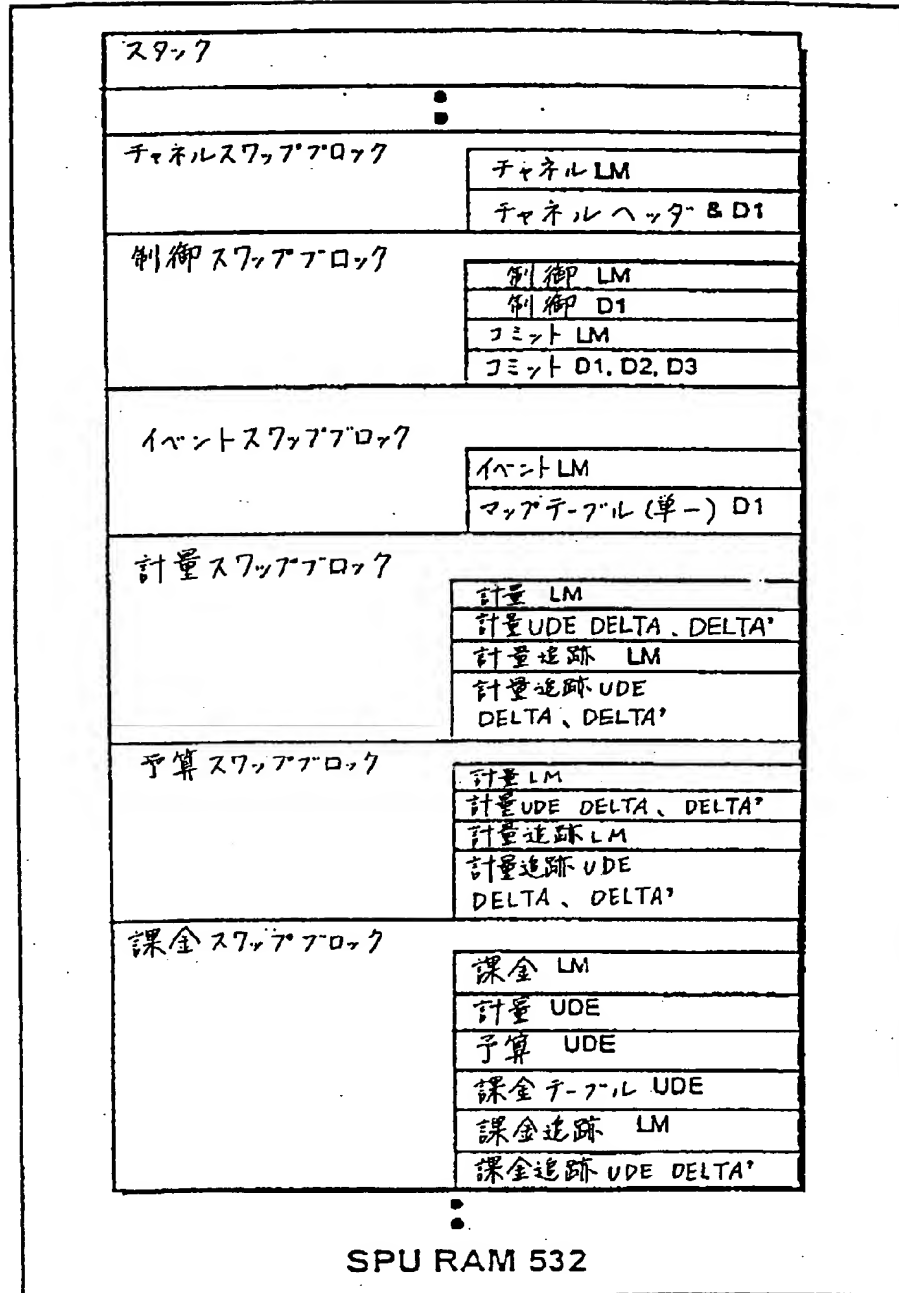 スタック
チャネルスワップブロック
チャネル LM
チャネルヘッダ & D1
制御スワップブロック
制御 LM
制御 D1
コミット LM
コミット D1, D2, D3
イベントスワップブロック
イベント LM
マップテーブル (単一) D1
計量スワップブロック
計量 LM
計量UDE DELTA、DELTA'
計量追跡 LM
計量追跡 UDE
DELTA、DELTA'
予算スワップブロック
計量 LM
計量UDE DELTA、DELTA'
計量追跡 LM
計量追跡 UDE
DELTA、DELTA'
課金スワップブロック
課金 LM
計量 UDE
予算 UDE
課金テーブル UDE
課金追跡 LM
課金追跡 UDE DELTA'
SPU RAM 532